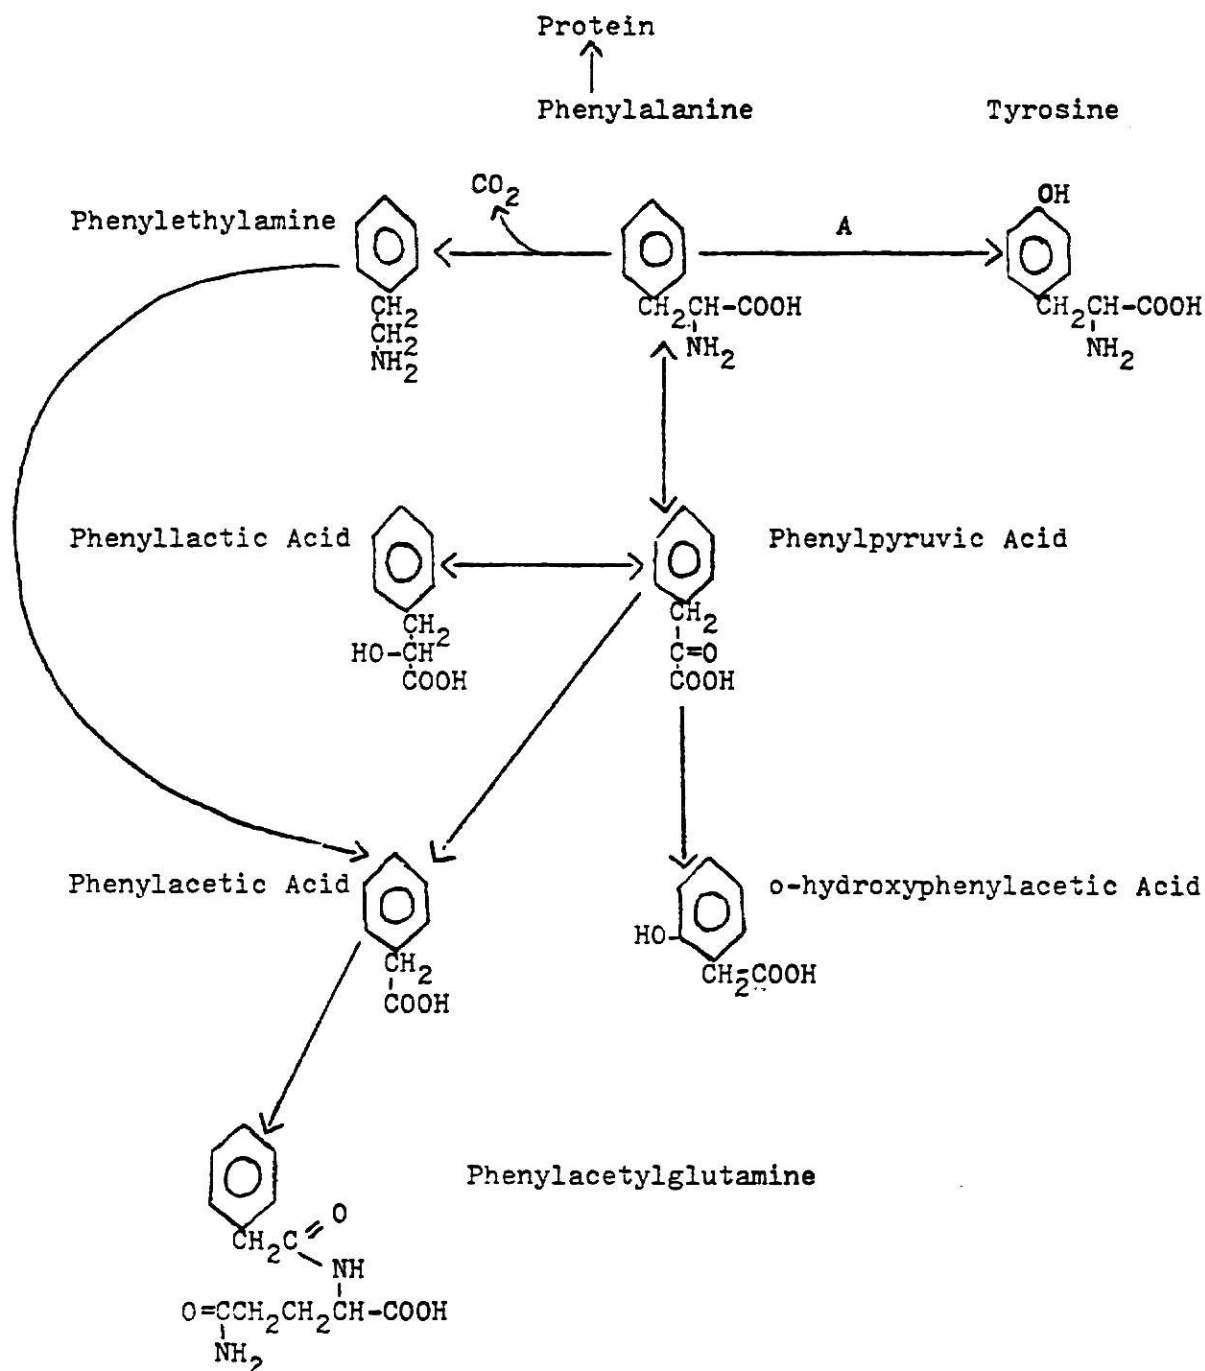 Protein
Phenylalanine
Tyrosine
CO2
OH
Phenylethylamine
A
CH2
CH2
NH2
CH2CH-COOH
NH2
CH2CH-COOH
NH2
Phenyllactic Acid
Phenylpyruvic Acid
CH2
HO-CH
COOH
CH2
C=O
COOH
Phenylacetic Acid
o-hydroxyphenylacetic Acid
HO
CH2
COOH
CH2-COOH
Phenylacetylglutamine
O
CH2C
NH
O=CCH2CH2CH-COOH
NH2